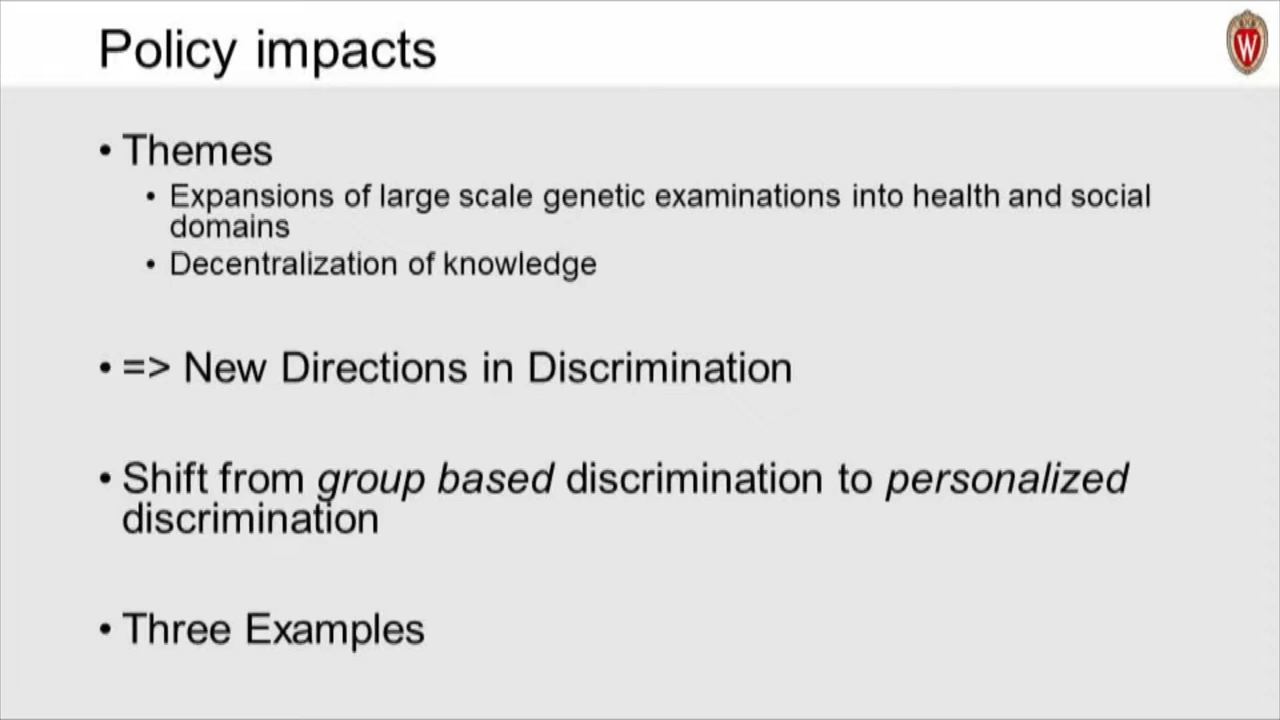 Policy impacts
W
• Themes
• Expansions of large scale genetic examinations into health and social
domains
• Decentralization of knowledge
• => New Directions in Discrimination
• Shift from group based discrimination to personalized
discrimination
• Three Examples